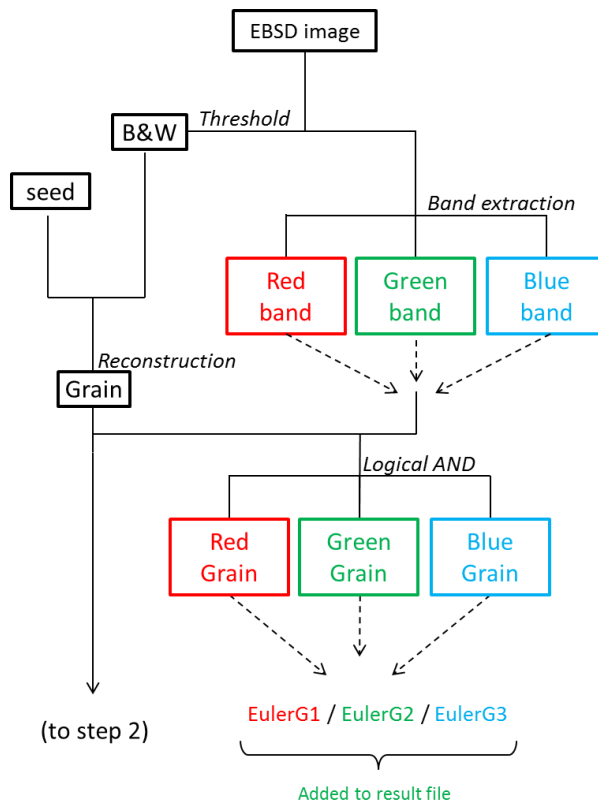 EBSD image
Threshold
B&W
seed
Band extraction
Red
band
Green
band
Blue
band
Reconstruction
Grain
Logical AND
Red
Grain
Green
Grain
Blue
Grain
(to step 2)
EulerG1 / EulerG2 / EulerG3
Added to result file